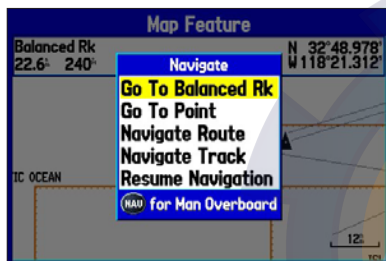 Map Feature
Balanced Rk
22.6 240
N 32°48.978'
W118°21.312'
Navigate
Go To Balanced Rk
Go To Point
Navigate Route
Navigate Track
Resume Navigation
NAV for Man Overboard
IC OCEAN